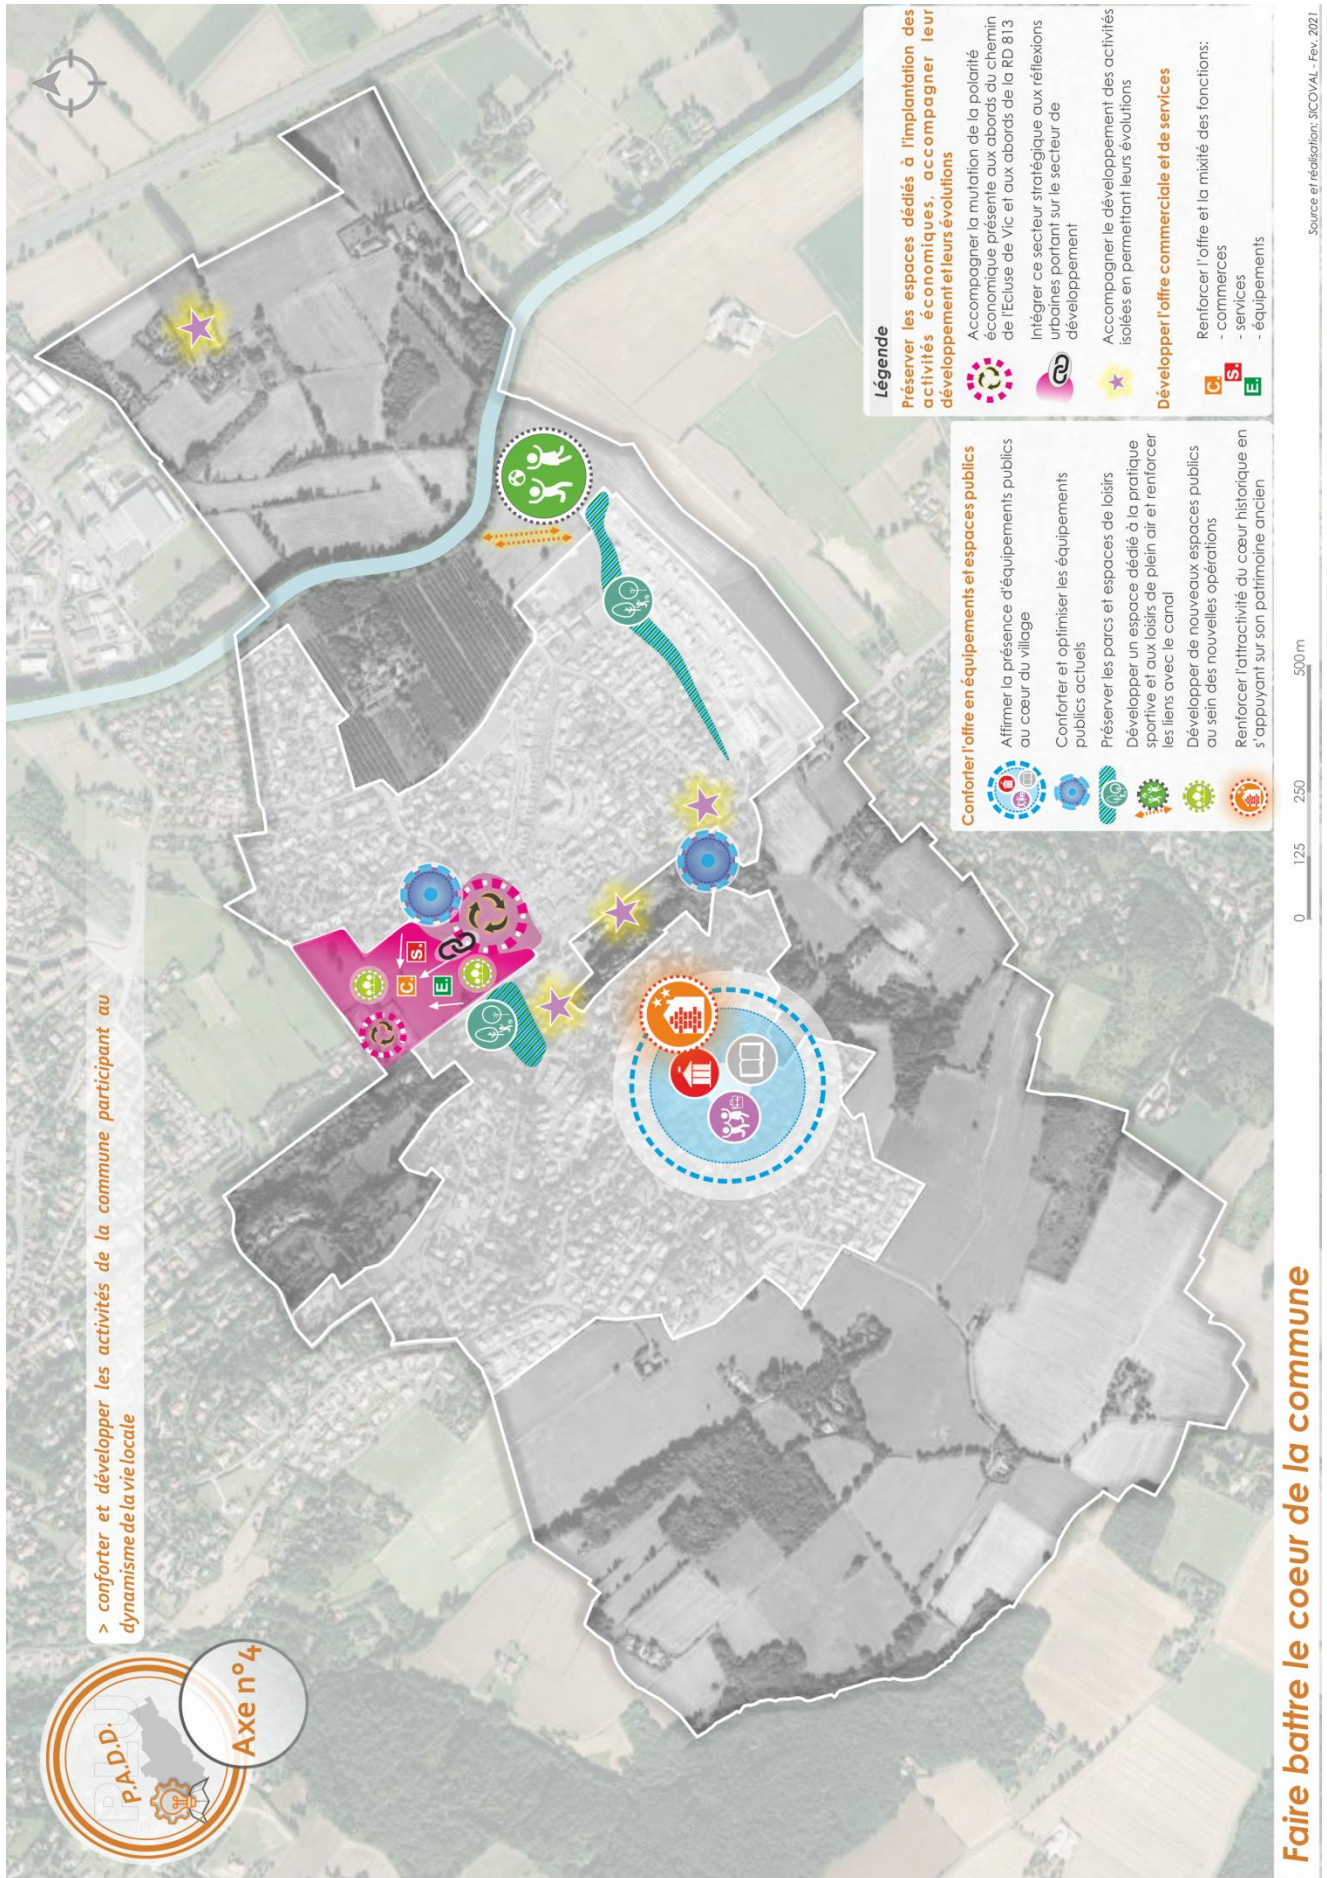 PLU
P.A.D.D.
Axe n°4
> conforter et développer les activités de la commune participant au
dynamisme de la vie locale
C.
S.
E.
Légende
Préserver les espaces dédiés à l'implantation des
activités économiques, accompagner leur
développement et leurs évolutions
Accompagner la mutation de la polarité
économique présente aux abords du chemin
de l'Ecluse de Vic et aux abords de la RD 813
Intégrer ce secteur stratégique aux réflexions
urbaines portant sur le secteur de
développement
Accompagner le développement des activités
isolées en permettant leurs évolutions
Développer l'offre commerciale et de services
Renforcer l'offre et la mixité des fonctions:
C.
- commerces
S.
- services
E.
- équipements
Conforter l'offre en équipements et espaces publics
Affirmer la présence d'équipements publics
au cœur du village
Conforter et optimiser les équipements
publics actuels
Préserver les parcs et espaces de loisirs
Développer un espace dédié à la pratique
sportive et aux loisirs de plein air et renforcer
les liens avec le canal
Développer de nouveaux espaces publics
au sein des nouvelles opérations
Renforcer l'attractivité du cœur historique en
s'appuyant sur son patrimoine ancien
0 125 250 500 m
Faire battre le coeur de la commune
Source et réalisation: SICOVAL - Fev. 2021